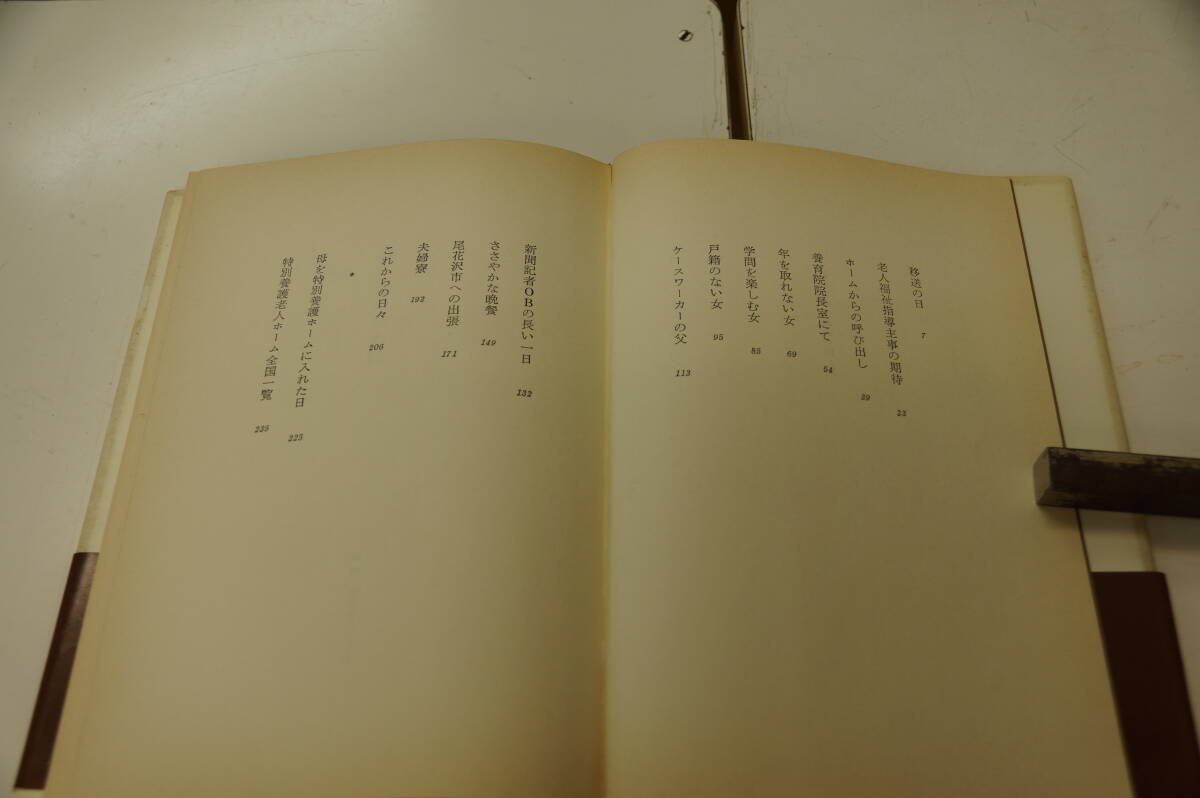 移送の日 7
老人福祉指導主事の期待 23
ホームからの呼び出し 39
養育院院長室にて 54
年を取れない女 69
学問を楽しむ女 85
戸籍のない女 95
ケースワーカーの父 113
新聞記者OBの長い一日 132
ささやかな晩餐 149
尾花沢市への出張 171
夫婦寮 192
これからの日々 206
*
母を特別養護ホームに入れた日 225
特別養護老人ホーム全国一覧 235